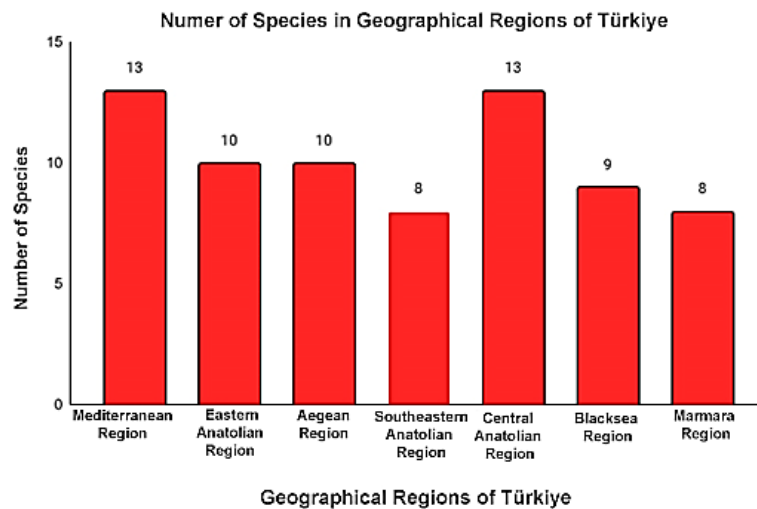 Numer of Species in Geographical Regions of Türkiye
15
13
13
10
10
10
9
8
8
5
0
Number of Species
Mediterranean
Region
Eastern
Anatolian
Region
Aegean
Region
Southeastern
Anatolian
Region
Central
Anatolian
Region
Blacksea
Region
Marmara
Region
Geographical Regions of Türkiye